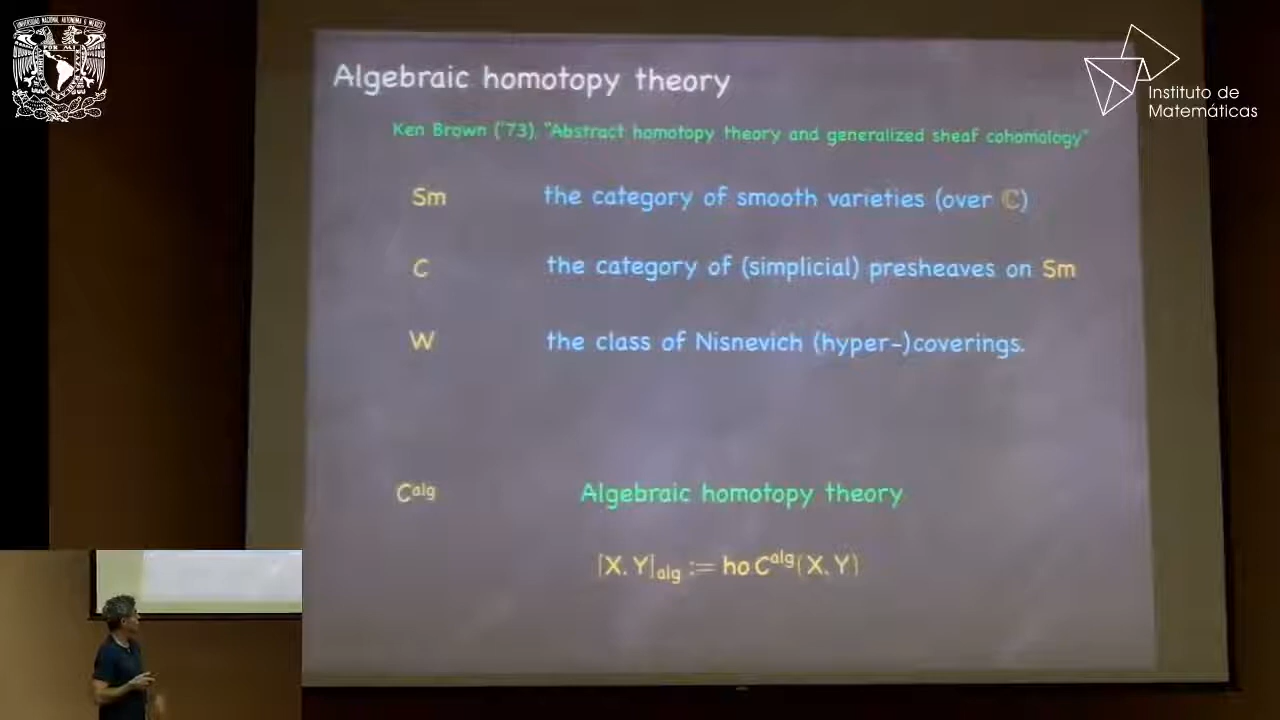 Algebraic homotopy theory
Ken Brown ('73), "Abstract homotopy theory and generalized sheaf cohomology"
Sm the category of smooth varieties (over ℂ)
C the category of (simplicial) presheaves on Sm
W the class of Nisnevich (hyper-)coverings.
C^alg Algebraic homotopy theory
[X, Y]_alg := ho C^alg(X, Y)
Instituto de
Matemáticas